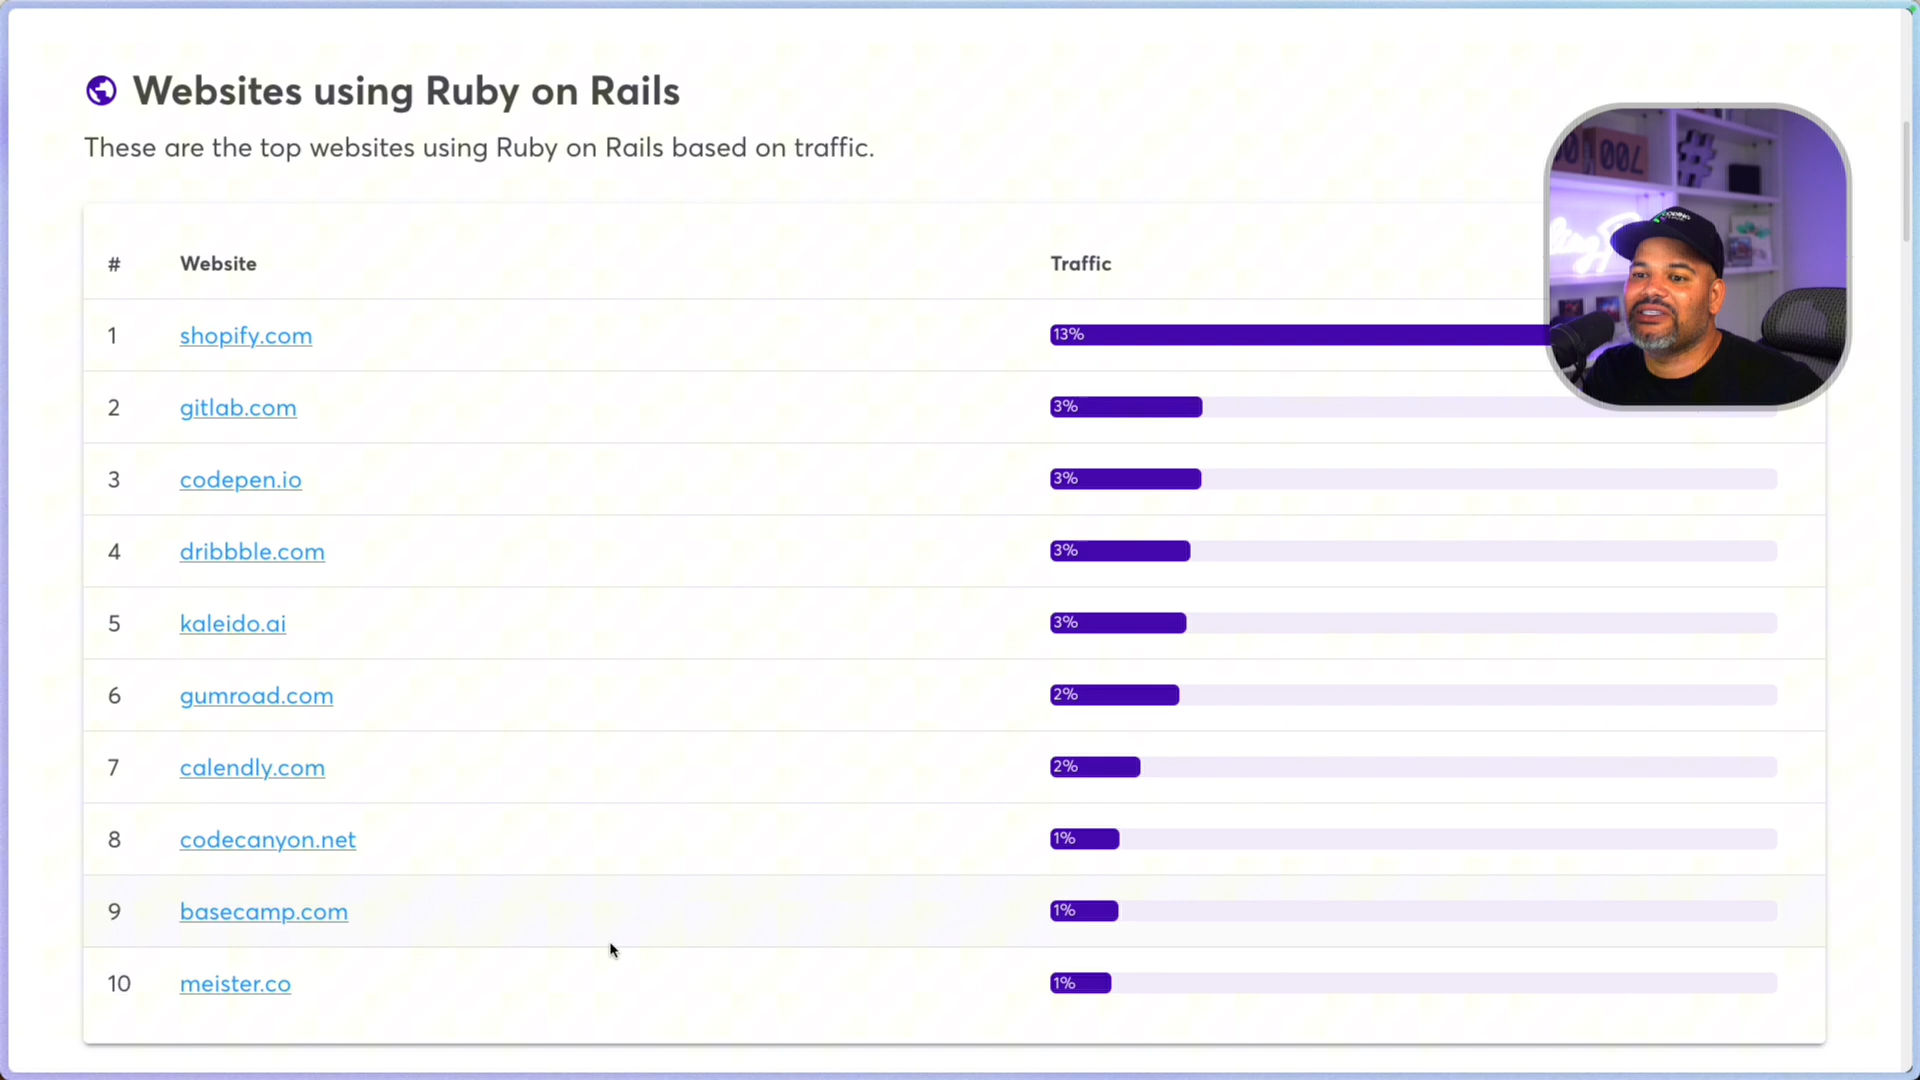 Websites using Ruby on Rails
These are the top websites using Ruby on Rails based on traffic.
# Website Traffic
1 shopify.com 13%
2 gitlab.com 3%
3 codepen.io 3%
4 dribbble.com 3%
5 kaleido.ai 3%
6 gumroad.com 2%
7 calendly.com 2%
8 codecanyon.net 1%
9 basecamp.com 1%
10 meister.co 1%